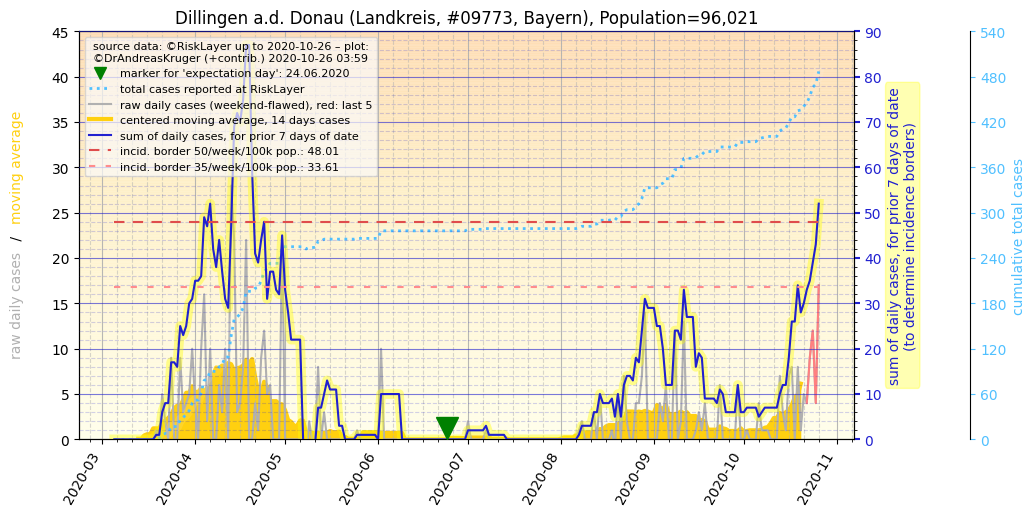 Dillingen a.d. Donau (Landkreis, #09773, Bayern), Population=96,021
source data: ©RiskLayer up to 2020-10-26 – plot:
©DrAndreasKruger (+contrib.) 2020-10-26 03:59
marker for 'expectation day': 24.06.2020
total cases reported at RiskLayer
raw daily cases (weekend-flawed), red: last 5
centered moving average, 14 days cases
sum of daily cases, for prior 7 days of date
incid. border 50/week/100k pop.: 48.01
incid. border 35/week/100k pop.: 33.61
raw daily cases / moving average
45
40
35
30
25
20
15
10
5
0
90
80
70
60
50
40
30
20
10
0
sum of daily cases, for prior 7 days of date
(to determine incidence borders)
540
480
420
360
300
240
180
120
60
0
cumulative total cases
2020-03
2020-04
2020-05
2020-06
2020-07
2020-08
2020-09
2020-10
2020-11